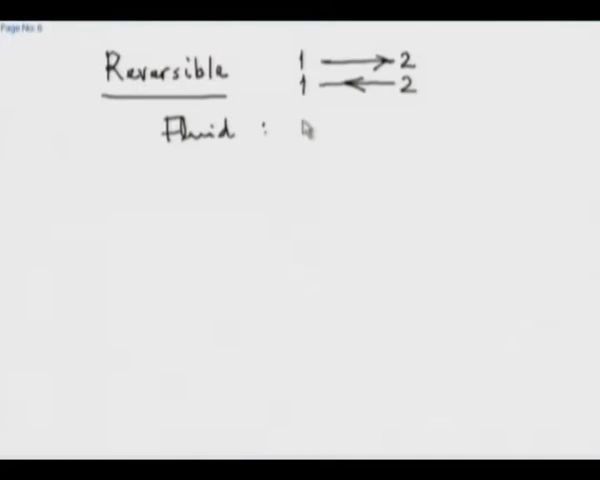 Page No: 6
Reversible 1 → 2
1 ← 2
Fluid :